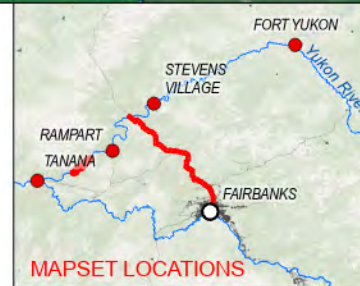 FORT YUKON
Yukon River
STEVENS
VILLAGE
RAMPART
TANANA
FAIRBANKS
MAPSET LOCATIONS